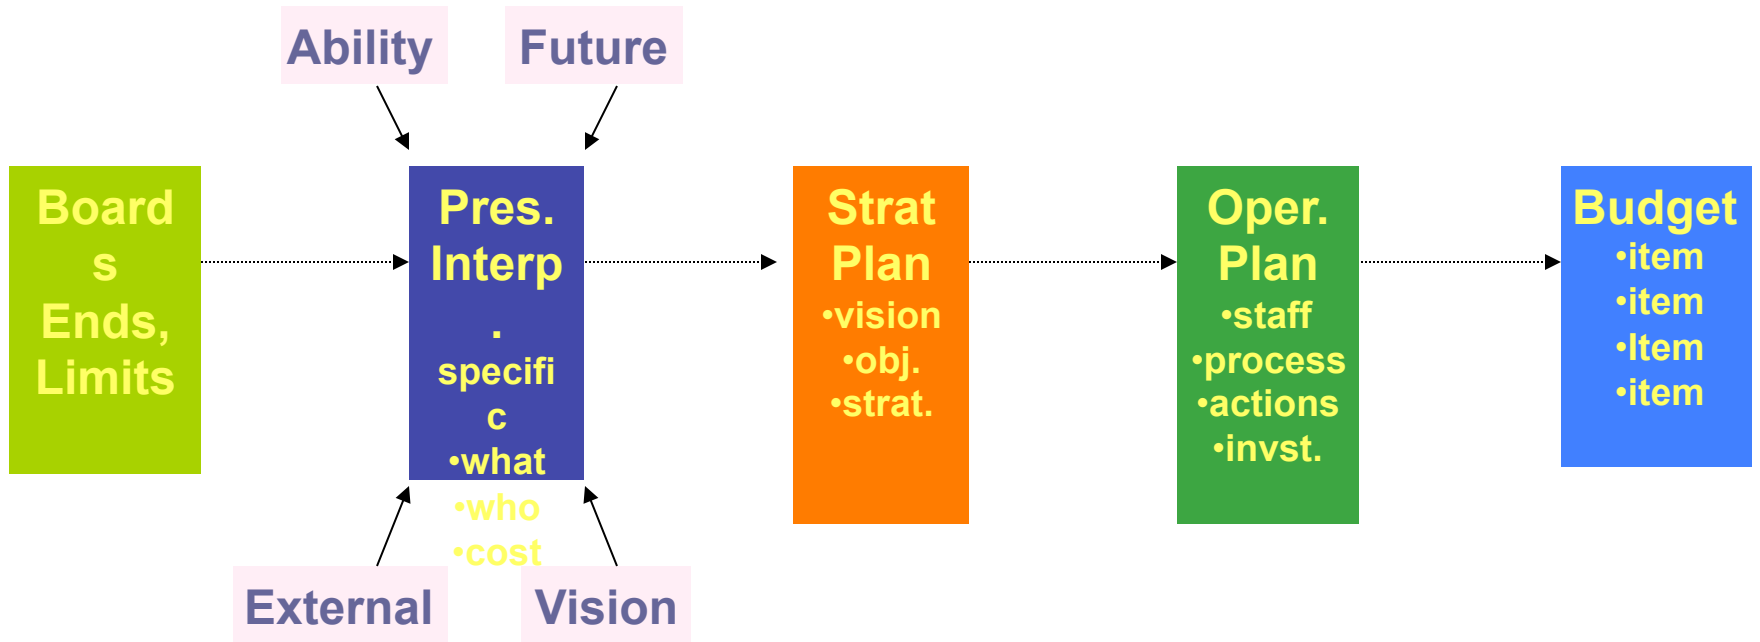 Ability
Future
Board
s
Ends,
Limits
Pres.
Interp
.
specifi
c
•what
•who
•cost
Strat
Plan
•vision
•obj.
•strat.
Oper.
Plan
•staff
•process
•actions
•invst.
Budget
•item
•item
•Item
•item
External
Vision